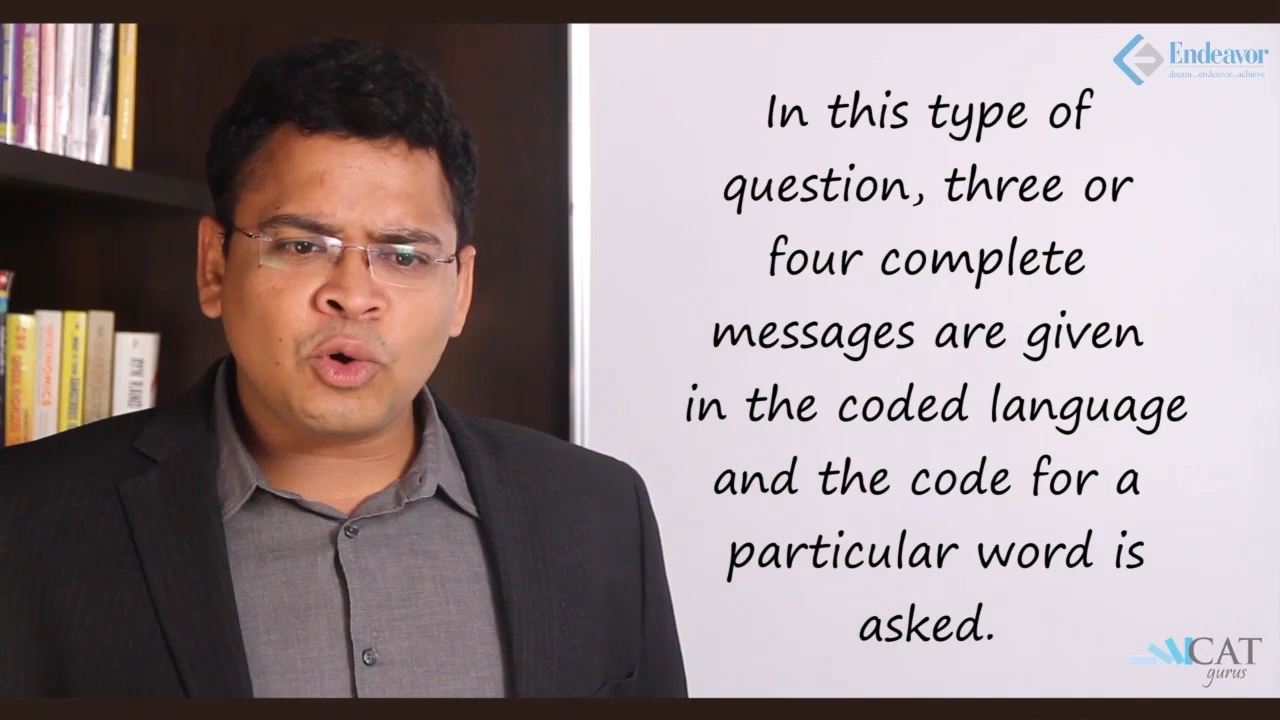 Endeavor
dream...endeavor...achieve
In this type of
question, three or
four complete
messages are given
in the coded language
and the code for a
particular word is
asked.
WIKONOMICS
CAT
gurus